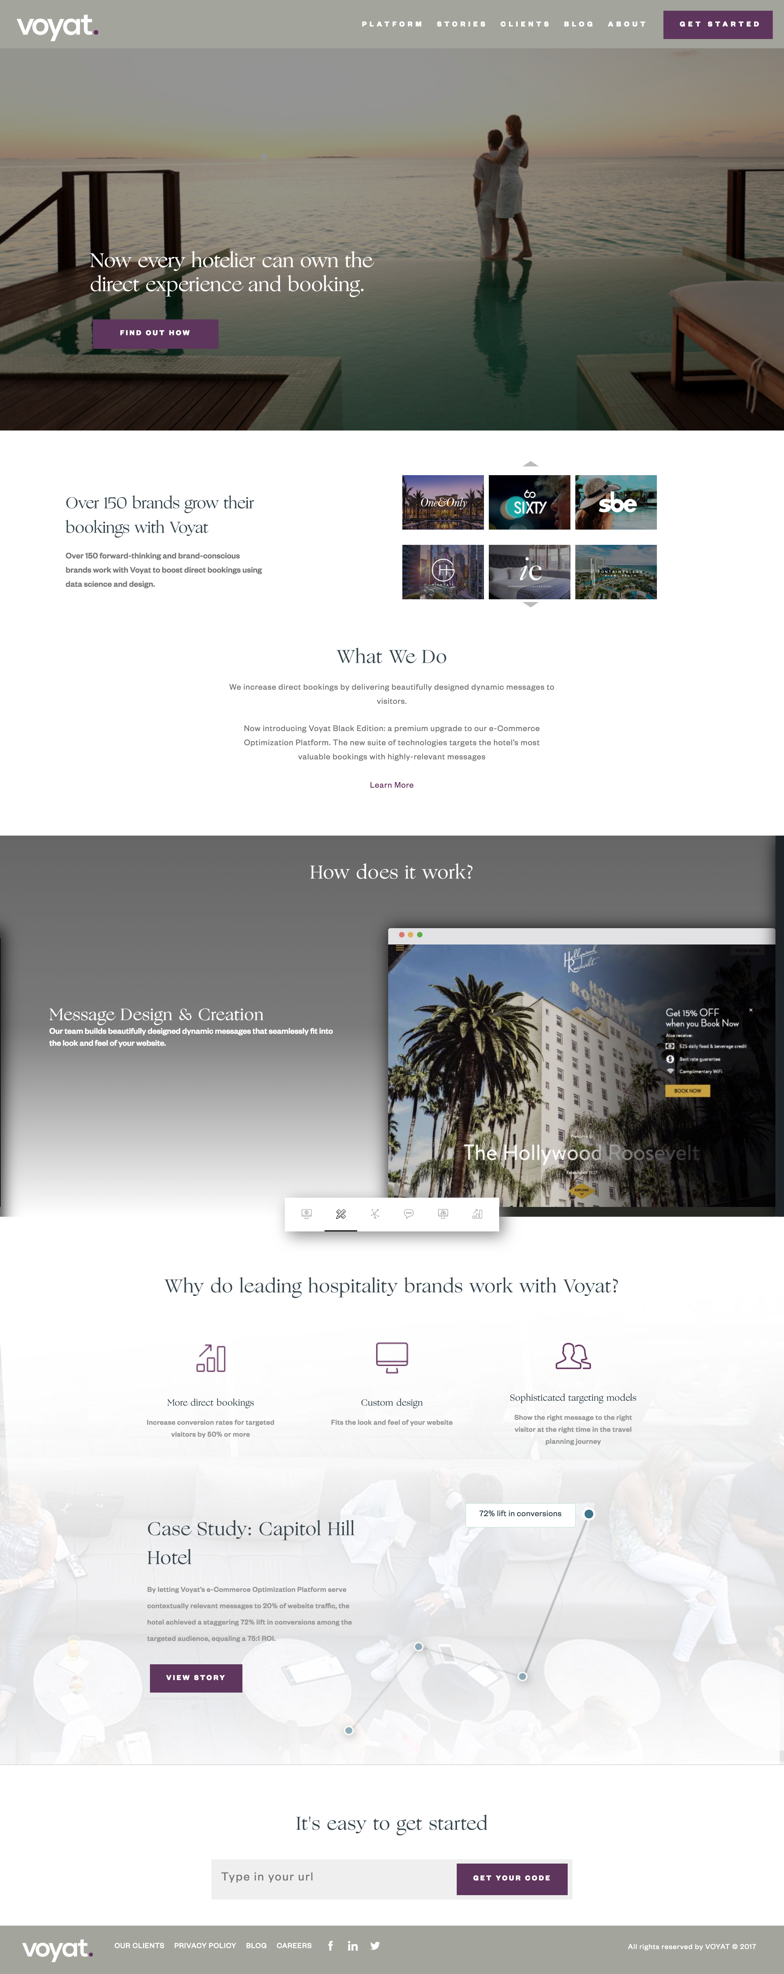 voyat.
PLATFORM STORIES CLIENTS BLOG ABOUT GET STARTED
Now every hotelier can own the
direct experience and booking.
FIND OUT HOW
Over 150 brands grow their
bookings with Voyat
Over 150 forward-thinking and brand-conscious
brands work with Voyat to boost direct bookings using
data science and design.
One&Only
60
SIXTY
sbe
GH
ic
What We Do
We increase direct bookings by delivering beautifully designed dynamic messages to
visitors.
Now introducing Voyat Black Edition: a premium upgrade to our e-Commerce
Optimization Platform. The new suite of technologies targets the hotel's most
valuable bookings with highly-relevant messages
Learn More
How does it work?
Message Design & Creation
Our team builds beautifully designed dynamic messages that seamlessly fit into
the look and feel of your website.
Hollywood
Roosevelt
HOTEL
ROOSEVELT
Get 15% OFF
when you Book Now
Also receive:
$25 daily food & beverage credit
Best rate guarantee
Complimentary WiFi
BOOK NOW
The Hollywood Roosevelt
EXPLORE
Why do leading hospitality brands work with Voyat?
More direct bookings
Increase conversion rates for targeted
visitors by 50% or more
Custom design
Fits the look and feel of your website
Sophisticated targeting models
Show the right message to the right
visitor at the right time in the travel
planning journey
72% lift in conversions
Case Study: Capitol Hill
Hotel
By letting Voyat's e-Commerce Optimization Platform serve
contextually relevant messages to 20% of website traffic, the
hotel achieved a staggering 72% lift in conversions among the
targeted audience, equaling a 75:1 ROI.
VIEW STORY
It's easy to get started
Type in your url
GET YOUR CODE
voyat.
OUR CLIENTS PRIVACY POLICY BLOG CAREERS
All rights reserved by VOYAT © 2017